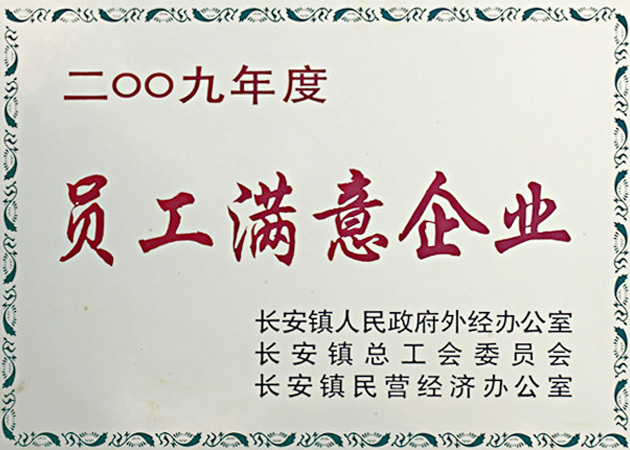 二〇〇九年度
员工满意企业
长安镇人民政府外经办公室
长安镇总工会委员会
长安镇民营经济办公室